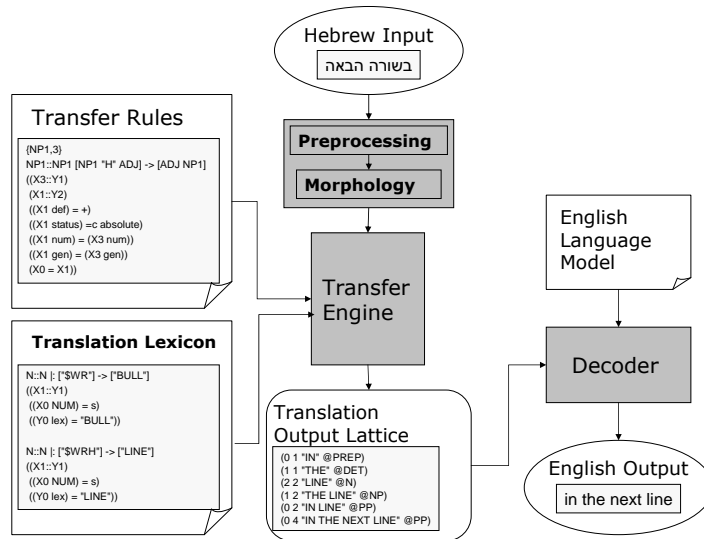 Hebrew Input
בשורה הבאה
Preprocessing
Morphology
Transfer Rules
{NP1,3}
NP1::NP1 [NP1 "H" ADJ] -> [ADJ NP1]
((X3::Y1)
(X1::Y2)
((X1 def) = +)
((X1 status) =c absolute)
((X1 num) = (X3 num))
((X1 gen) = (X3 gen))
(X0 = X1))
Translation Lexicon
N::N |: ["$WR"] -> ["BULL"]
((X1::Y1)
((X0 NUM) = s)
((Y0 lex) = "BULL"))
N::N |: ["$WRH"] -> ["LINE"]
((X1::Y1)
((X0 NUM) = s)
((Y0 lex) = "LINE"))
Transfer
Engine
Translation
Output Lattice
(0 1 "IN" @PREP)
(1 1 "THE" @DET)
(2 2 "LINE" @N)
(1 2 "THE LINE" @NP)
(0 2 "IN LINE" @PP)
(0 4 "IN THE NEXT LINE" @PP)
English
Language
Model
Decoder
English Output
in the next line